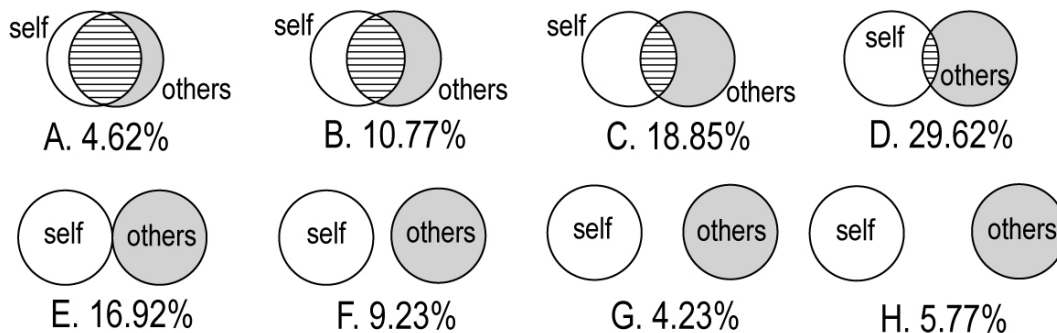 self
others
A. 4.62%
self
others
B. 10.77%
self
others
C. 18.85%
self
others
D. 29.62%
self
others
E. 16.92%
self
others
F. 9.23%
self
others
G. 4.23%
self
others
H. 5.77%